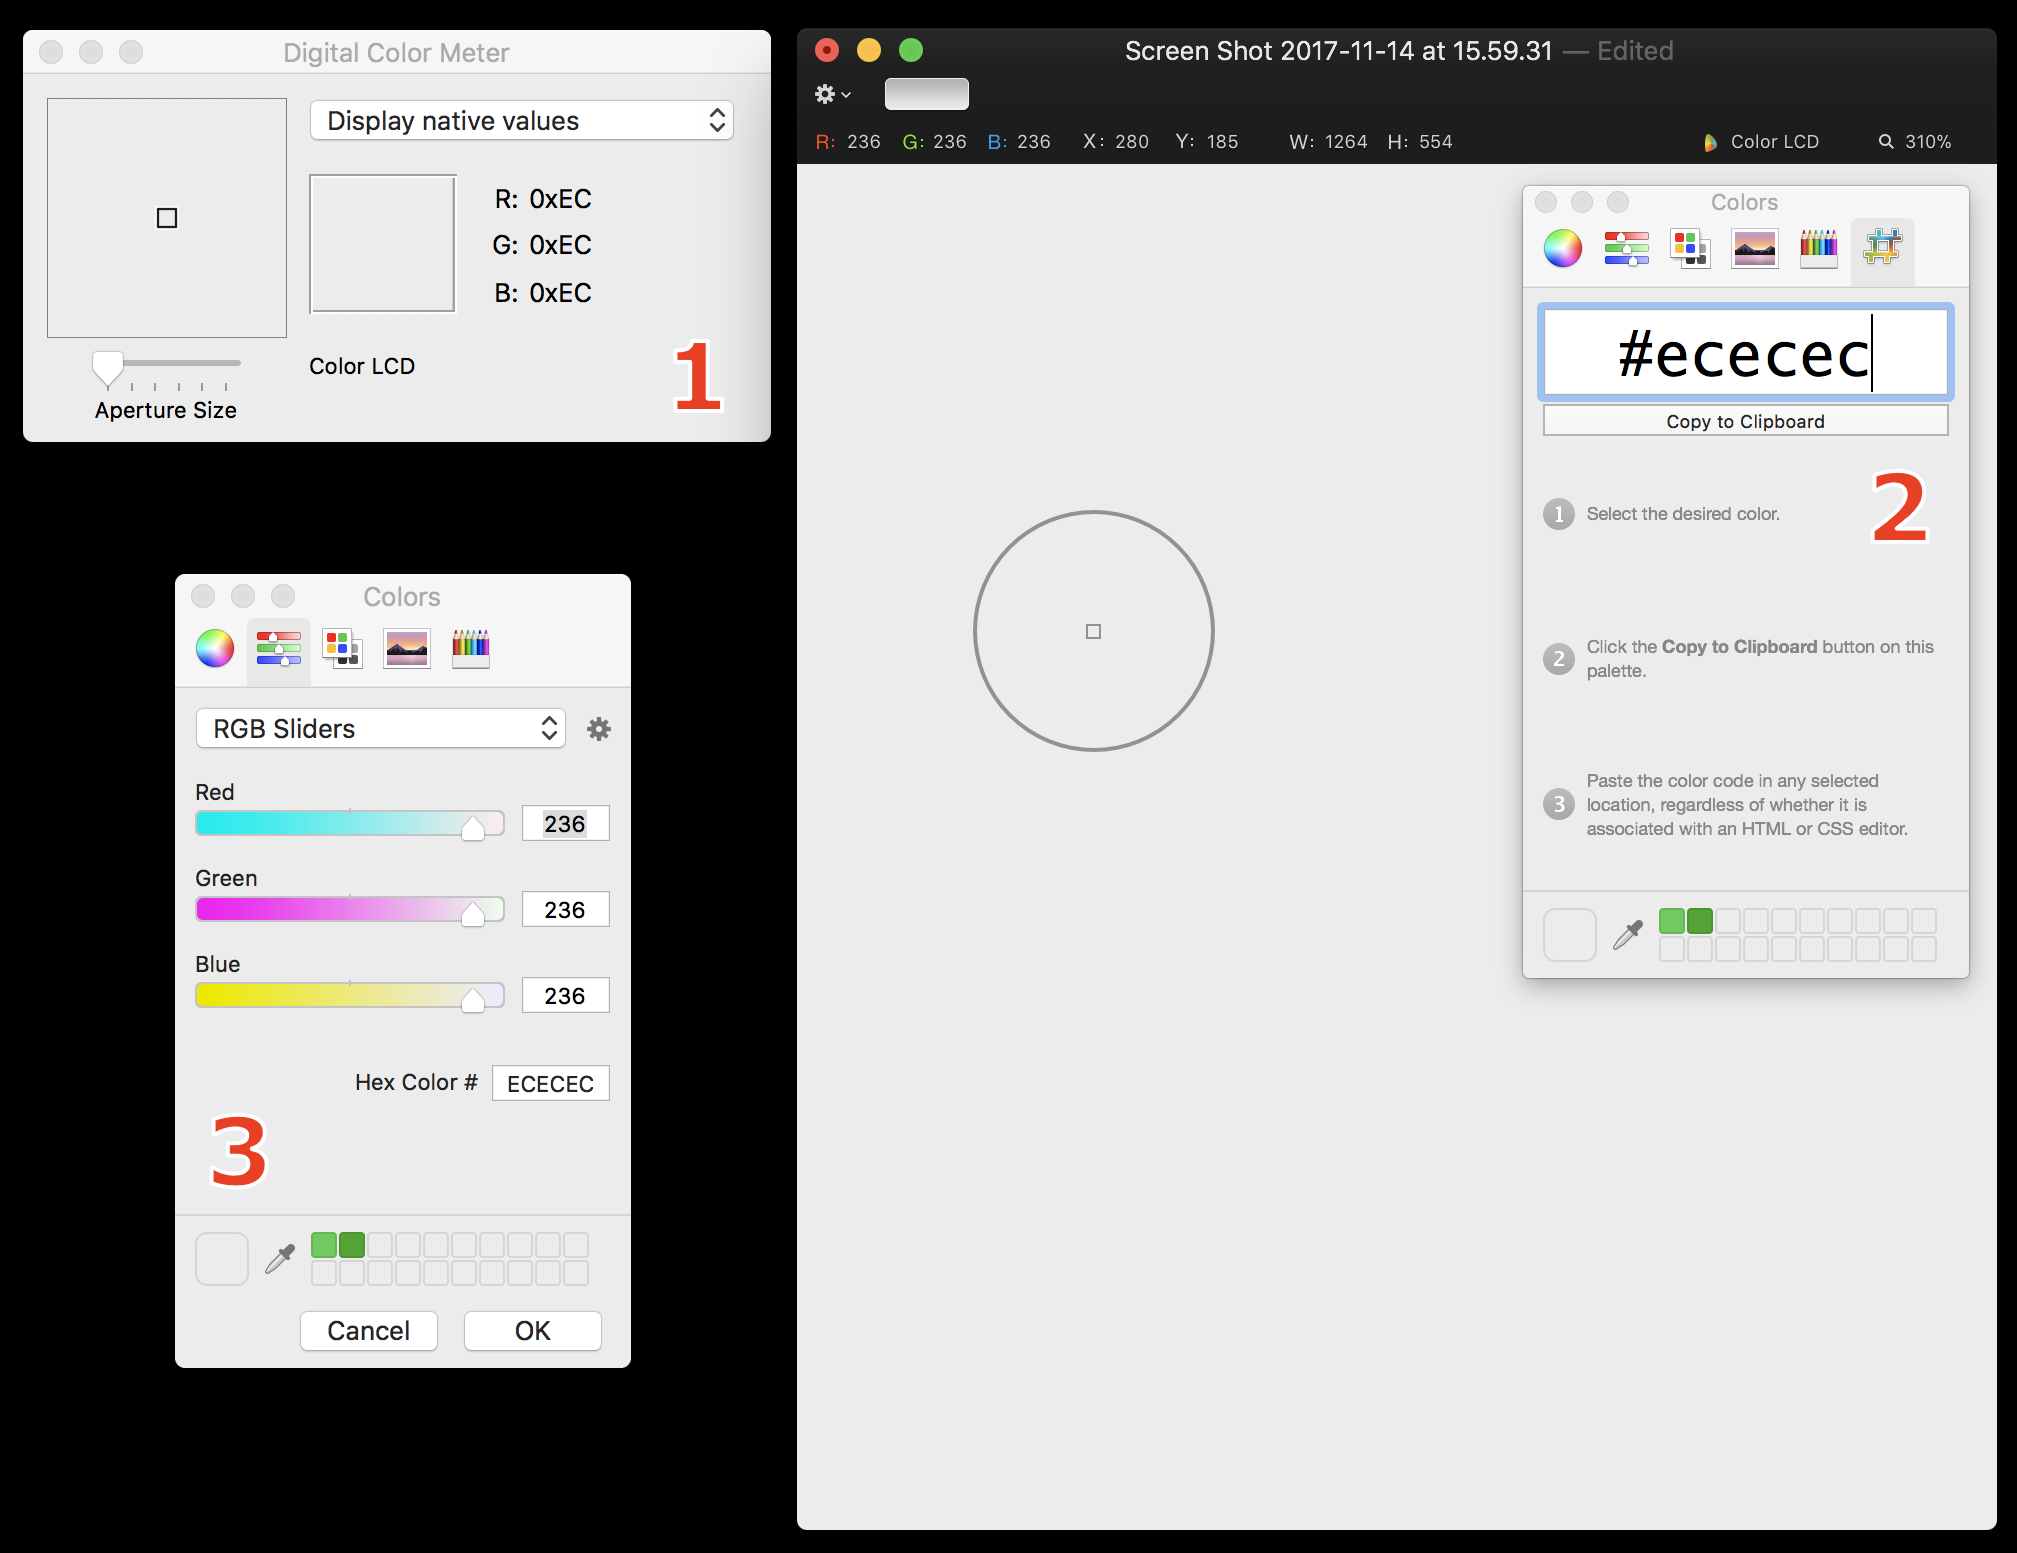 Digital Color Meter
Display native values
R: 0xEC
G: 0xEC
B: 0xEC
Color LCD
Aperture Size
1
Screen Shot 2017-11-14 at 15.59.31 — Edited
R: 236 G: 236 B: 236 X: 280 Y: 185 W: 1264 H: 554 Color LCD 310%
Colors
#ececec
Copy to Clipboard
2
1 Select the desired color.
2 Click the Copy to Clipboard button on this
palette.
3 Paste the color code in any selected
location, regardless of whether it is
associated with an HTML or CSS editor.
Colors
RGB Sliders
Red
236
Green
236
Blue
236
Hex Color # ECECEC
3
Cancel OK